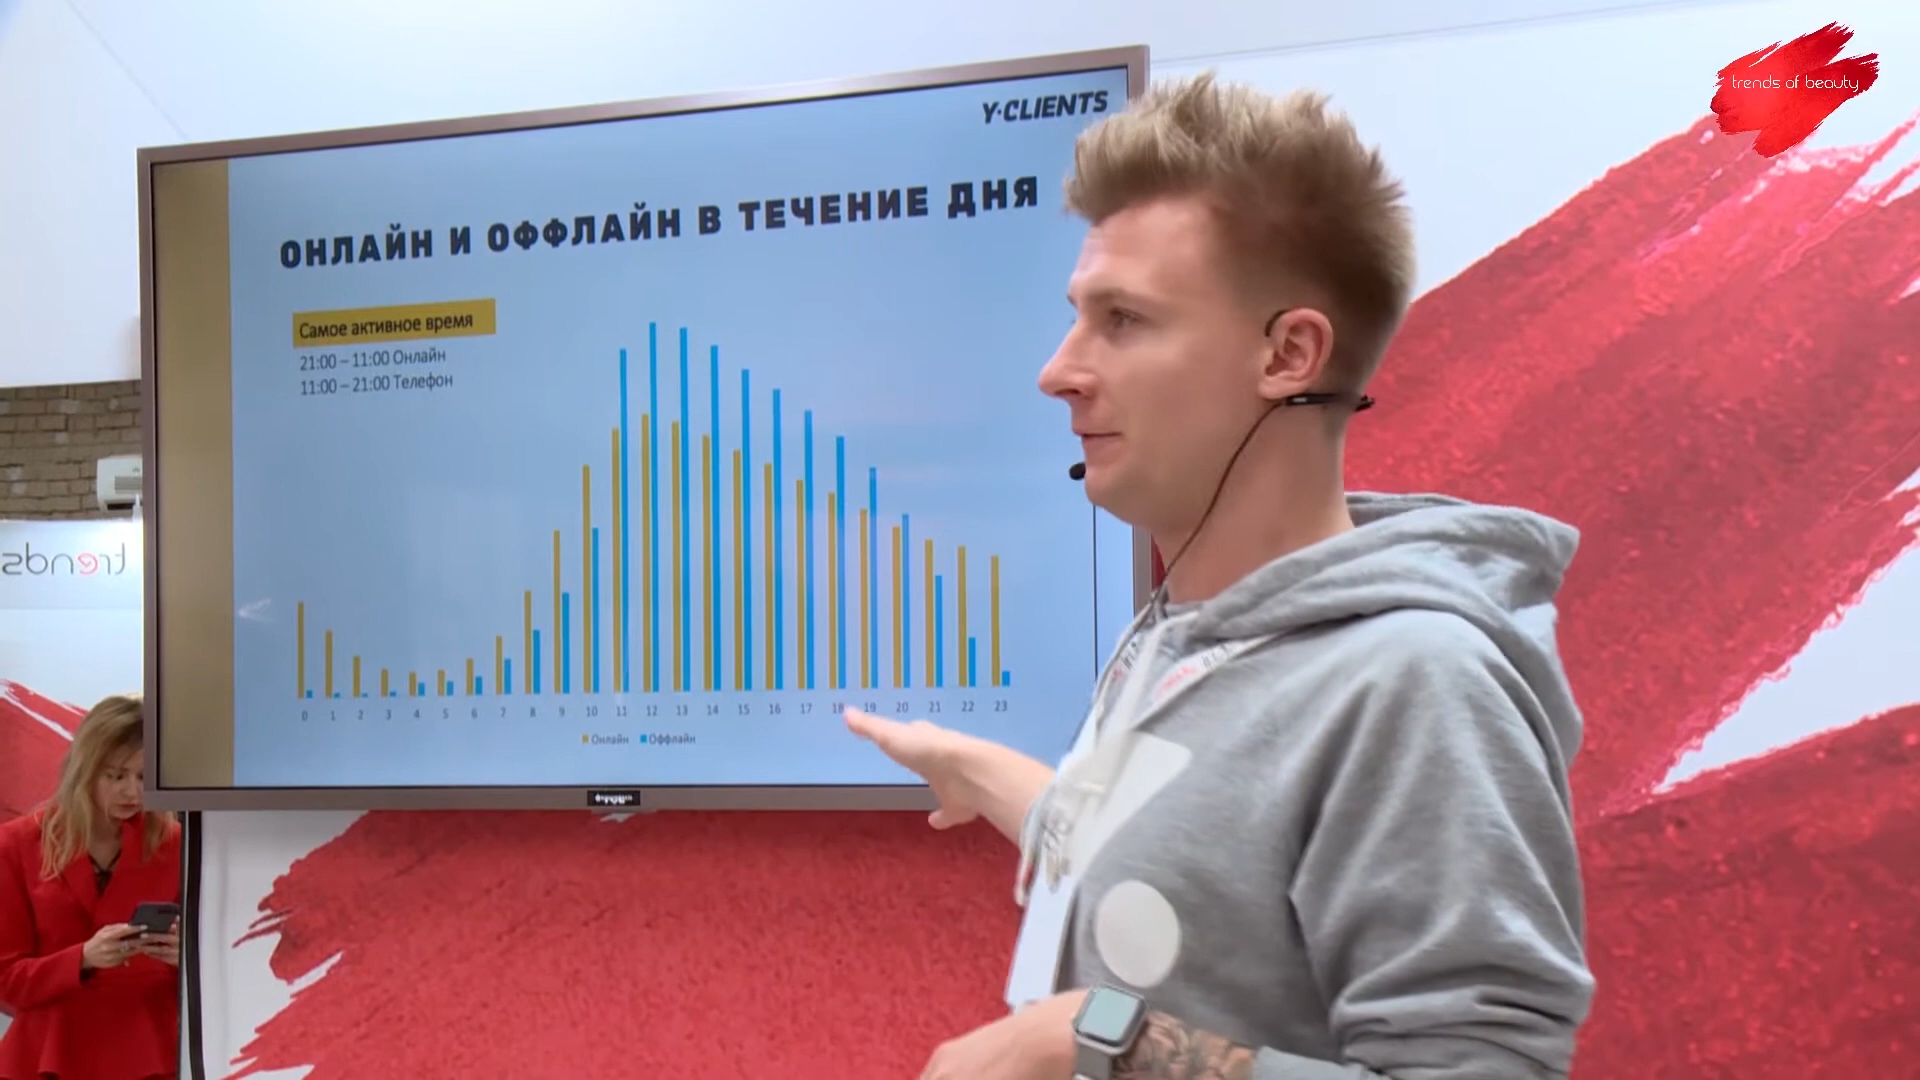 trends of beauty
Y·CLIENTS
ОНЛАЙН И ОФФЛАЙН В ТЕЧЕНИЕ ДНЯ
Самое активное время
21:00 – 11:00 Онлайн
11:00 – 21:00 Телефон
0 1 2 3 4 5 6 7 8 9 10 11 12 13 14 15 16 17 18 19 20 21 22 23
Онлайн Оффлайн
trends